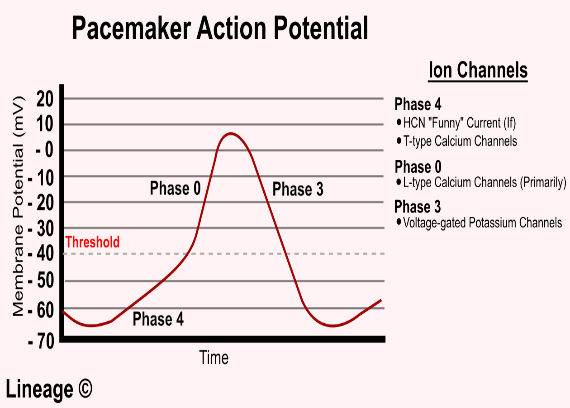 Pacemaker Action Potential
Ion Channels
Phase 4
• HCN "Funny" Current (If)
• T-type Calcium Channels
Phase 0
• L-type Calcium Channels (Primarily)
Phase 3
• Voltage-gated Potassium Channels
Membrane Potential (mV)
20
10
- 0
- 10
- 20
- 30
- 40
- 50
- 60
- 70
Phase 0
Phase 3
Threshold
Phase 4
Time
Lineage ©